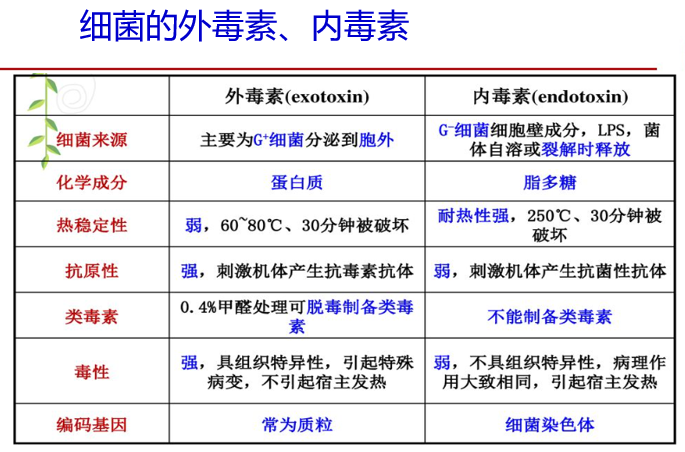 细菌的外毒素、内毒素
外毒素(exotoxin)
内毒素(endotoxin)
细菌来源
主要为G⁺细菌分泌到胞外
G⁻细菌细胞壁成分，LPS，菌
体自溶或裂解时释放
化学成分
蛋白质
脂多糖
热稳定性
弱，60~80℃、30分钟被破坏
耐热性强，250℃、30分钟被
破坏
抗原性
强，刺激机体产生抗毒素抗体
弱，刺激机体产生抗菌性抗体
类毒素
0.4%甲醛处理可脱毒制备类毒
素
不能制备类毒素
毒性
强，具组织特异性，引起特殊
病变，不引起宿主发热
弱，不具组织特异性，病理作
用大致相同，引起宿主发热
编码基因
常为质粒
细菌染色体